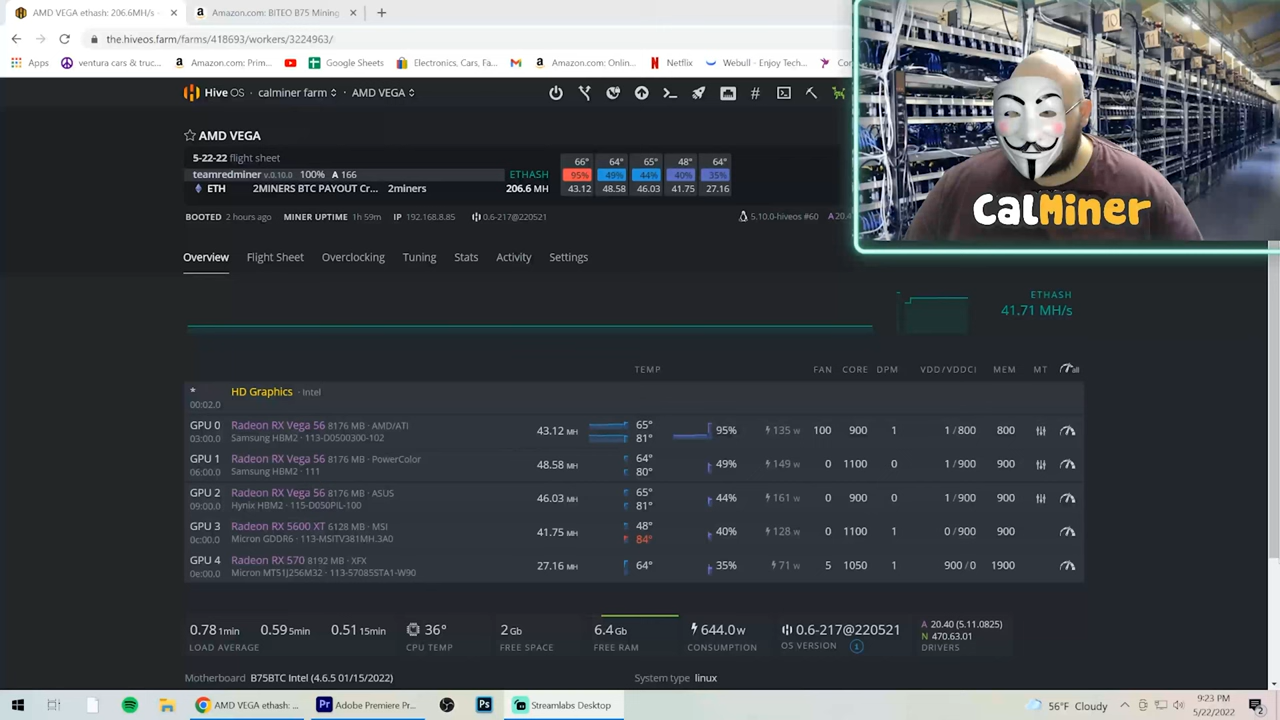 AMD VEGA ethash: 206.6MH/s -
Amazon.com: BITEO B75 Mining
the.hiveos.farm/farms/418693/workers/3224963/
Apps
ventura cars & truc...
Amazon.com: Prim...
Google Sheets
Electronics, Cars, Fa...
Amazon.com: Onlin...
Netflix
Webull - Enjoy Tech...
Hive OS · calminer farm AMD VEGA
AMD VEGA
5-22-22 flight sheet
teamredminer v.0.10.0 100% A 166 ETHASH
ETH 2MINERS BTC PAYOUT Cr... 2miners 206.6 MH
66° 64° 65° 48° 64°
95% 49% 44% 40% 35%
43.12 48.58 46.03 41.75 27.16
BOOTED 2 hours ago MINER UPTIME 1h 59m IP 192.168.8.85 0.6-217@220521 5.10.0-hiveos #60 A 20.4
CalMiner
10
Overview Flight Sheet Overclocking Tuning Stats Activity Settings
ETHASH
41.71 MH/s
TEMP FAN CORE DPM VDD/VDDCI MEM MT
* HD Graphics · Intel
00:02.0
GPU 0 Radeon RX Vega 56 8176 MB · AMD/ATI 43.12 MH 65° 95% 135 W 100 900 1 1/800 800
03:00.0 Samsung HBM2 · 113-D0500300-102 81°
GPU 1 Radeon RX Vega 56 8176 MB · PowerColor 48.58 MH 64° 49% 149 W 0 1100 0 1/900 900
06:00.0 Samsung HBM2 · 111 80°
GPU 2 Radeon RX Vega 56 8176 MB · ASUS 46.03 MH 65° 44% 161 W 0 900 0 1/900 900
09:00.0 Hynix HBM2 · 115-D050PIL-100 81°
GPU 3 Radeon RX 5600 XT 6128 MB · MSI 41.75 MH 48° 40% 128 W 0 1100 1 0/900 900
0c:00.0 Micron GDDR6 · 113-MSITV381MH.3A0 84°
GPU 4 Radeon RX 570 8192 MB · XFX 27.16 MH 64° 35% 71 W 5 1050 1 900/0 1900
0e:00.0 Micron MT51J256M32 · 113-57085STA1-W90
0.78 1min 0.59 5min 0.51 15min 36° 2 Gb 6.4 Gb 644.0 W 0.6-217@220521 A 20.40 (5.11.0825)
N 470.63.01
LOAD AVERAGE CPU TEMP FREE SPACE FREE RAM CONSUMPTION OS VERSION 1 DRIVERS
Motherboard B75BTC Intel (4.6.5 01/15/2022) System type linux
AMD VEGA ethash: ...
Adobe Premiere Pr...
Streamlabs Desktop
56°F Cloudy
9:23 PM
5/22/2022
2